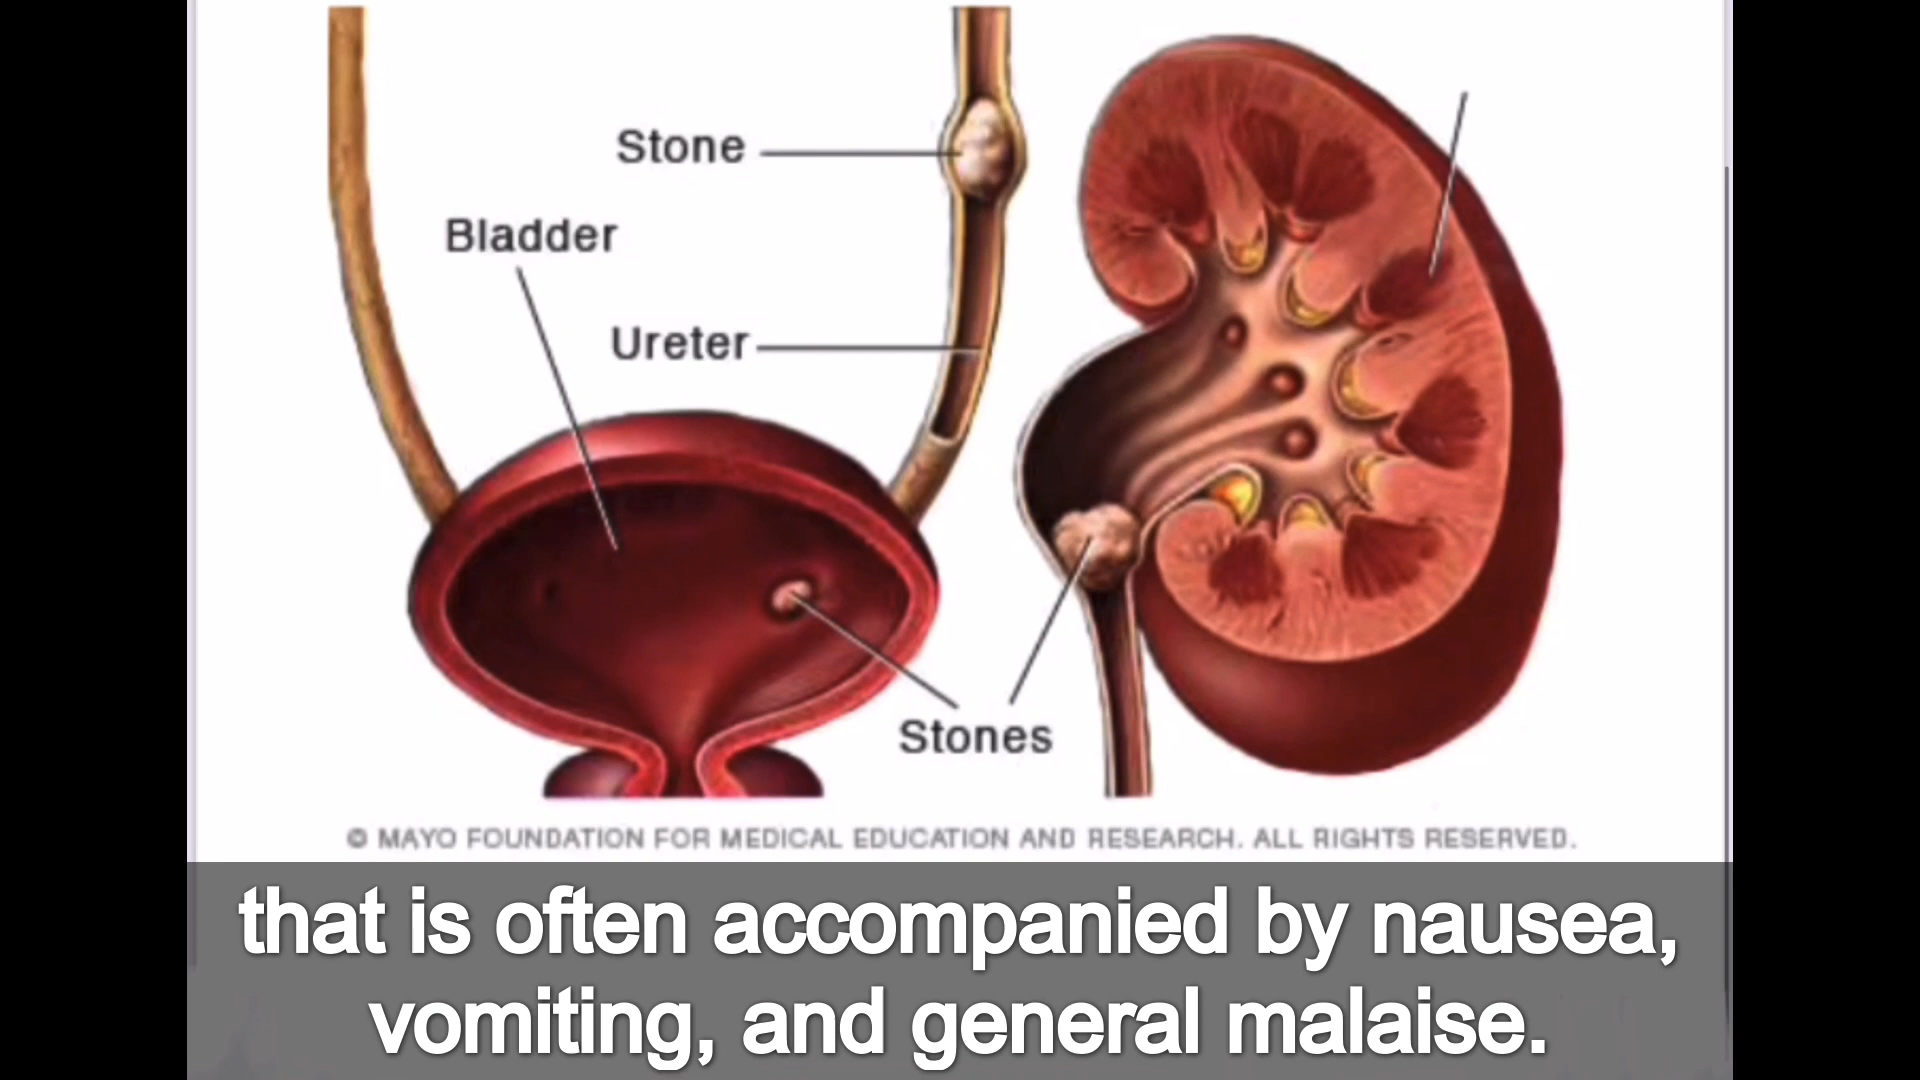 Stone
Bladder
Ureter
Stones
© MAYO FOUNDATION FOR MEDICAL EDUCATION AND RESEARCH. ALL RIGHTS RESERVED.
that is often accompanied by nausea,
vomiting, and general malaise.